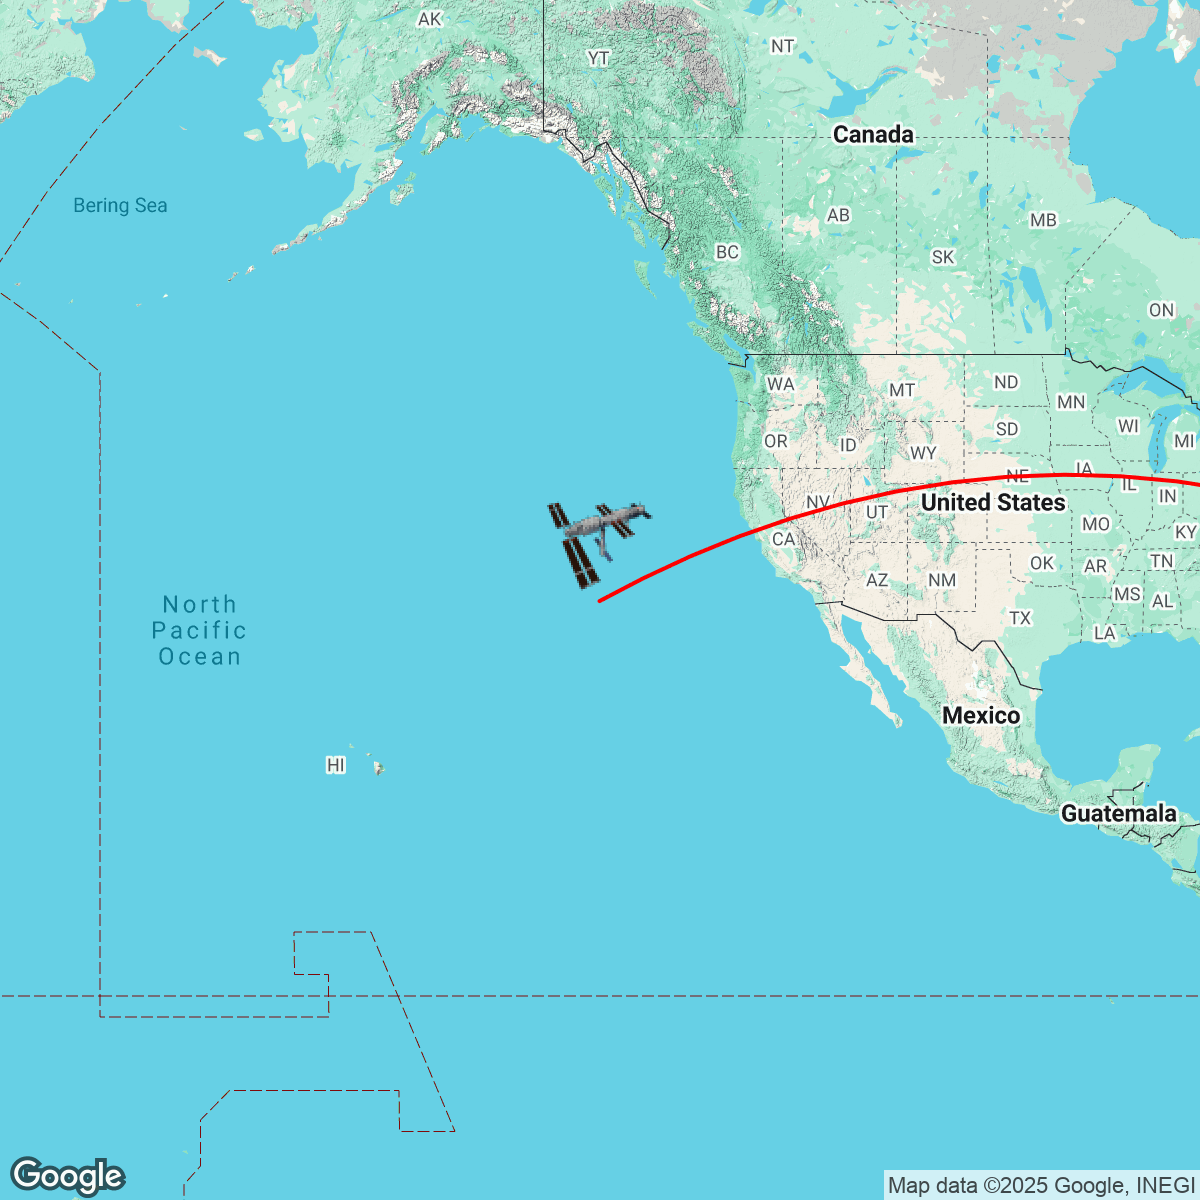 AK
YT
NT
Canada
Bering Sea
AB
MB
BC
SK
ON
WA
MT
ND
MN
WI
MI
OR
ID
SD
WY
NE
IA
IL
IN
NV
UT
United States
CA
MO
KY
AZ
NM
OK
AR
TN
MS
AL
TX
LA
North
Pacific
Ocean
Mexico
HI
Guatemala
Google
Map data ©2025 Google, INEGI